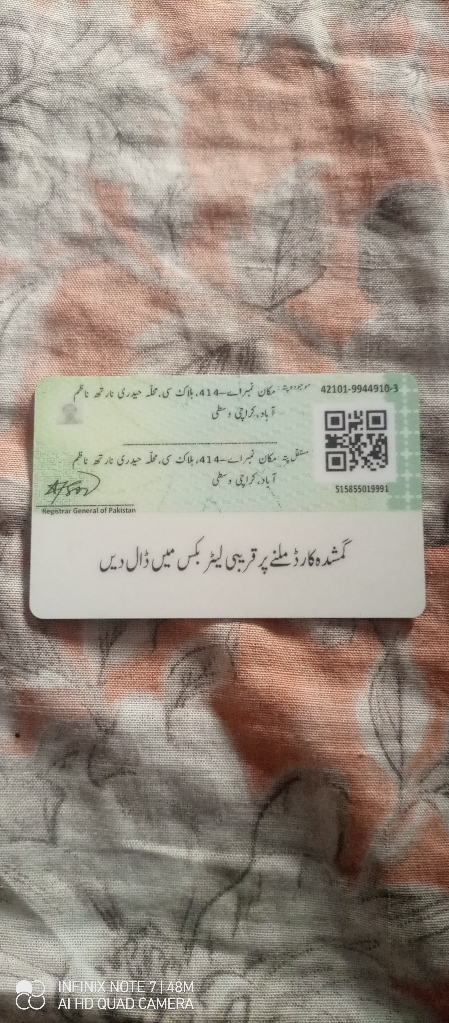 موجودہ پتہ: مکان نمبر اے-414، بلاک سی، محلہ حیدری نارتھ ناظم
آباد، کراچی وسطی
42101-9944910-3
مستقل پتہ: مکان نمبر اے-414، بلاک سی، محلہ حیدری نارتھ ناظم
آباد، کراچی وسطی
515855019991
Registrar General of Pakistan
گمشدہ کارڈ ملنے پر قریبی لیٹر بکس میں ڈال دیں
INFINIX NOTE 7 | 48M
AI HD QUAD CAMERA